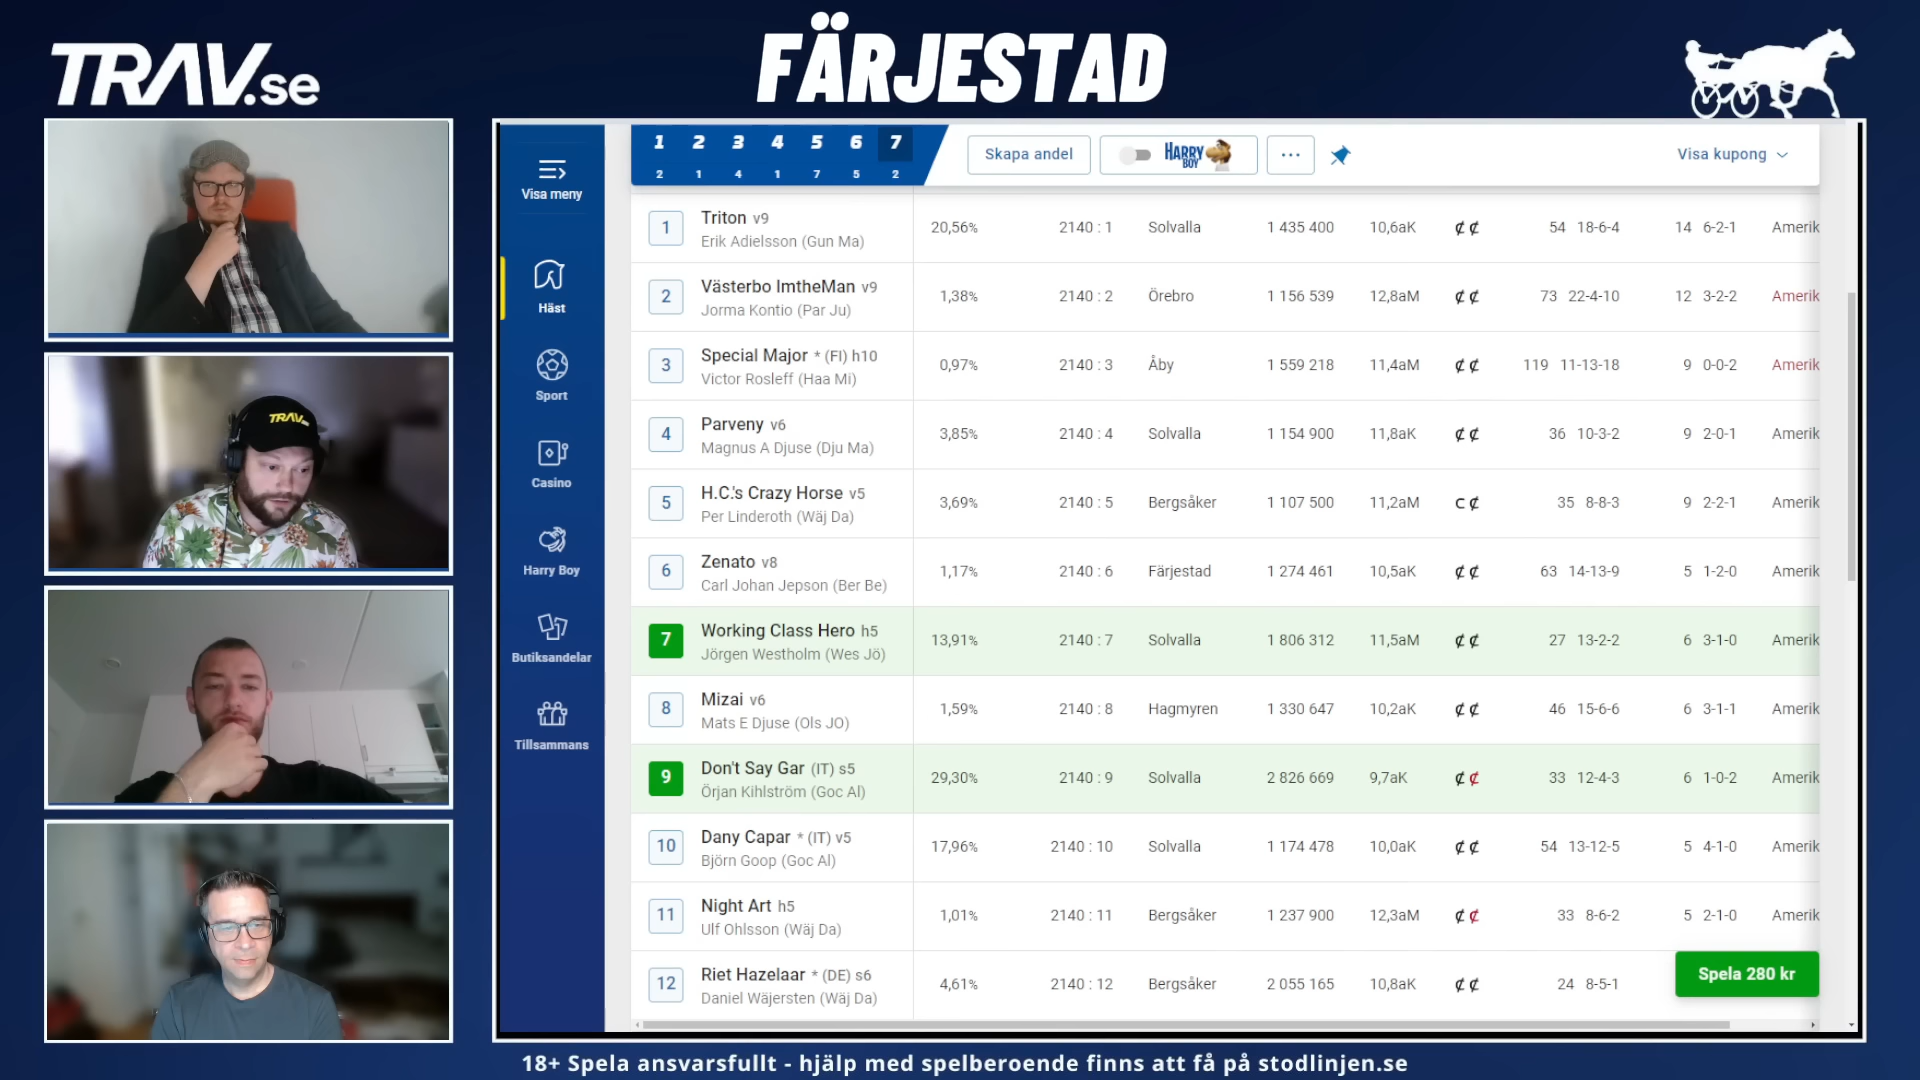 TRAV.se
FÄRJESTAD
TRAV.se
Visa meny
Häst
Sport
Casino
Harry Boy
Butiksandelar
Tillsammans
1 2 3 4 5 6 7
2 1 4 1 7 5 2
Skapa andel
HARRY BOY
...
Visa kupong
1 Triton v9 20,56% 2140 : 1 Solvalla 1 435 400 10,6aK ₵ ₵ 54 18-6-4 14 6-2-1 Amerik
Erik Adielsson (Gun Ma)
2 Västerbo ImtheMan v9 1,38% 2140 : 2 Örebro 1 156 539 12,8aM ₵ ₵ 73 22-4-10 12 3-2-2 Amerik
Jorma Kontio (Par Ju)
3 Special Major * (FI) h10 0,97% 2140 : 3 Åby 1 559 218 11,4aM ₵ ₵ 119 11-13-18 9 0-0-2 Amerik
Victor Rosleff (Haa Mi)
4 Parveny v6 3,85% 2140 : 4 Solvalla 1 154 900 11,8aK ₵ ₵ 36 10-3-2 9 2-0-1 Amerik
Magnus A Djuse (Dju Ma)
5 H.C.'s Crazy Horse v5 3,69% 2140 : 5 Bergsåker 1 107 500 11,2aM C ₵ 35 8-8-3 9 2-2-1 Amerik
Per Linderoth (Wäj Da)
6 Zenato v8 1,17% 2140 : 6 Färjestad 1 274 461 10,5aK ₵ ₵ 63 14-13-9 5 1-2-0 Amerik
Carl Johan Jepson (Ber Be)
7 Working Class Hero h5 13,91% 2140 : 7 Solvalla 1 806 312 11,5aM ₵ ₵ 27 13-2-2 6 3-1-0 Amerik
Jörgen Westholm (Wes Jö)
8 Mizai v6 1,59% 2140 : 8 Hagmyren 1 330 647 10,2aK ₵ ₵ 46 15-6-6 6 3-1-1 Amerik
Mats E Djuse (Ols JO)
9 Don't Say Gar (IT) s5 29,30% 2140 : 9 Solvalla 2 826 669 9,7aK ₵ ₵ 33 12-4-3 6 1-0-2 Amerik
Örjan Kihlström (Goc Al)
10 Dany Capar * (IT) v5 17,96% 2140 : 10 Solvalla 1 174 478 10,0aK ₵ ₵ 54 13-12-5 5 4-1-0 Amerik
Björn Goop (Goc Al)
11 Night Art h5 1,01% 2140 : 11 Bergsåker 1 237 900 12,3aM ₵ ₵ 33 8-6-2 5 2-1-0 Amerik
Ulf Ohlsson (Wäj Da)
12 Riet Hazelaar * (DE) s6 4,61% 2140 : 12 Bergsåker 2 055 165 10,8aK ₵ ₵ 24 8-5-1
Daniel Wäjersten (Wäj Da)
Spela 280 kr
18+ Spela ansvarsfullt - hjälp med spelberoende finns att få på stodlinjen.se